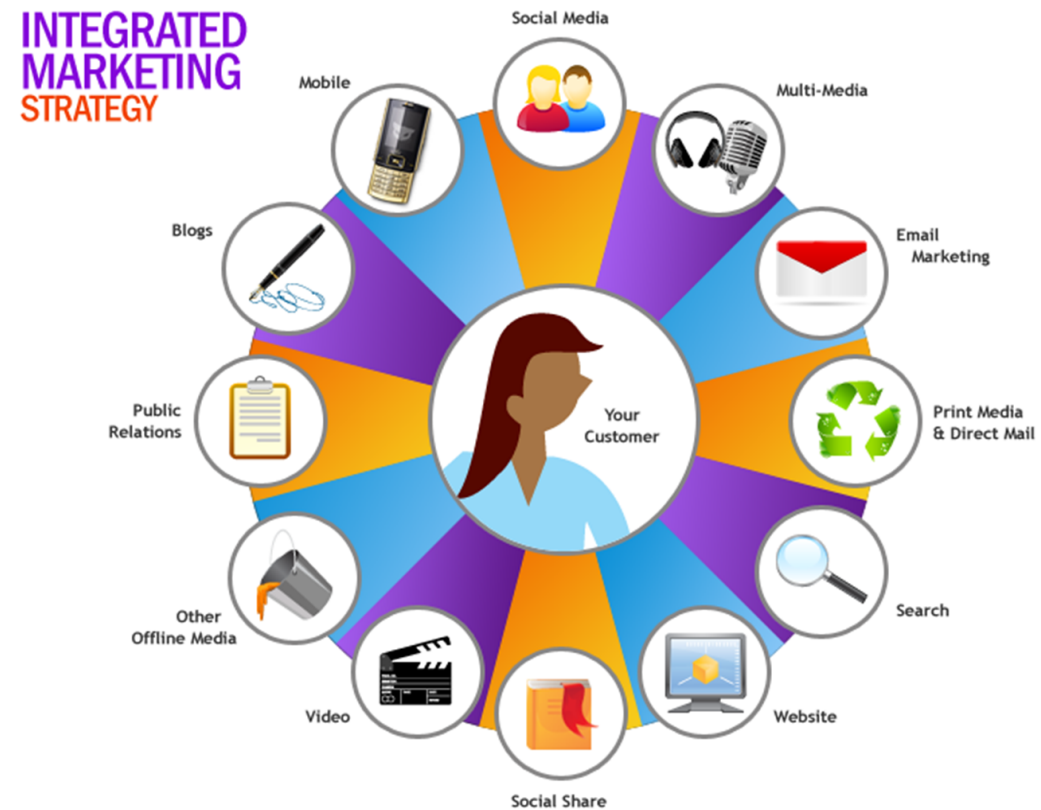 INTEGRATED
MARKETING
STRATEGY
Social Media
Multi-Media
Email
Marketing
Print Media
& Direct Mail
Search
Website
Social Share
Video
Other
Offline Media
Public
Relations
Blogs
Mobile
Your
Customer